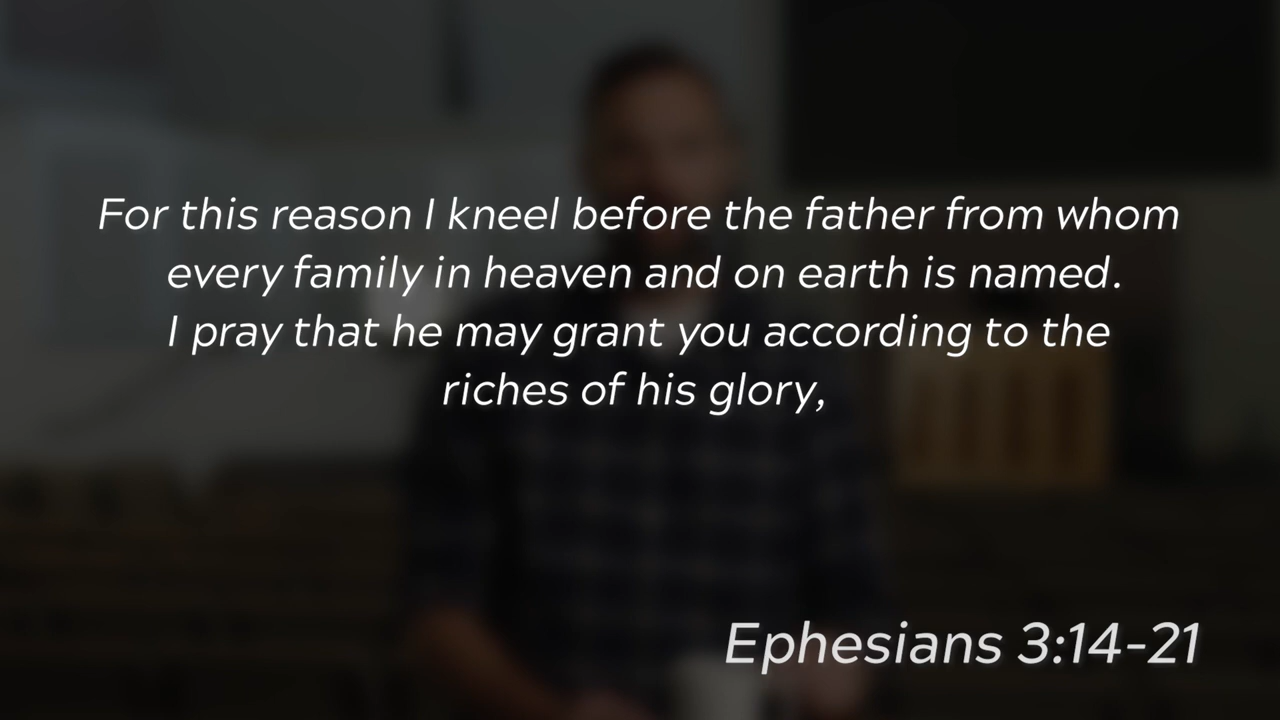 For this reason I kneel before the father from whom
every family in heaven and on earth is named.
I pray that he may grant you according to the
riches of his glory,
Ephesians 3:14-21